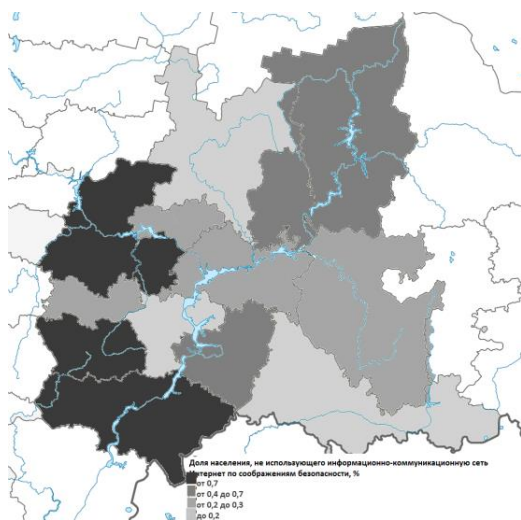 Доля населения, не использующего информационно-коммуникационную сеть
Интернет по соображениям безопасности, %
от 0,7
от 0,4 до 0,7
от 0,2 до 0,3
до 0,2